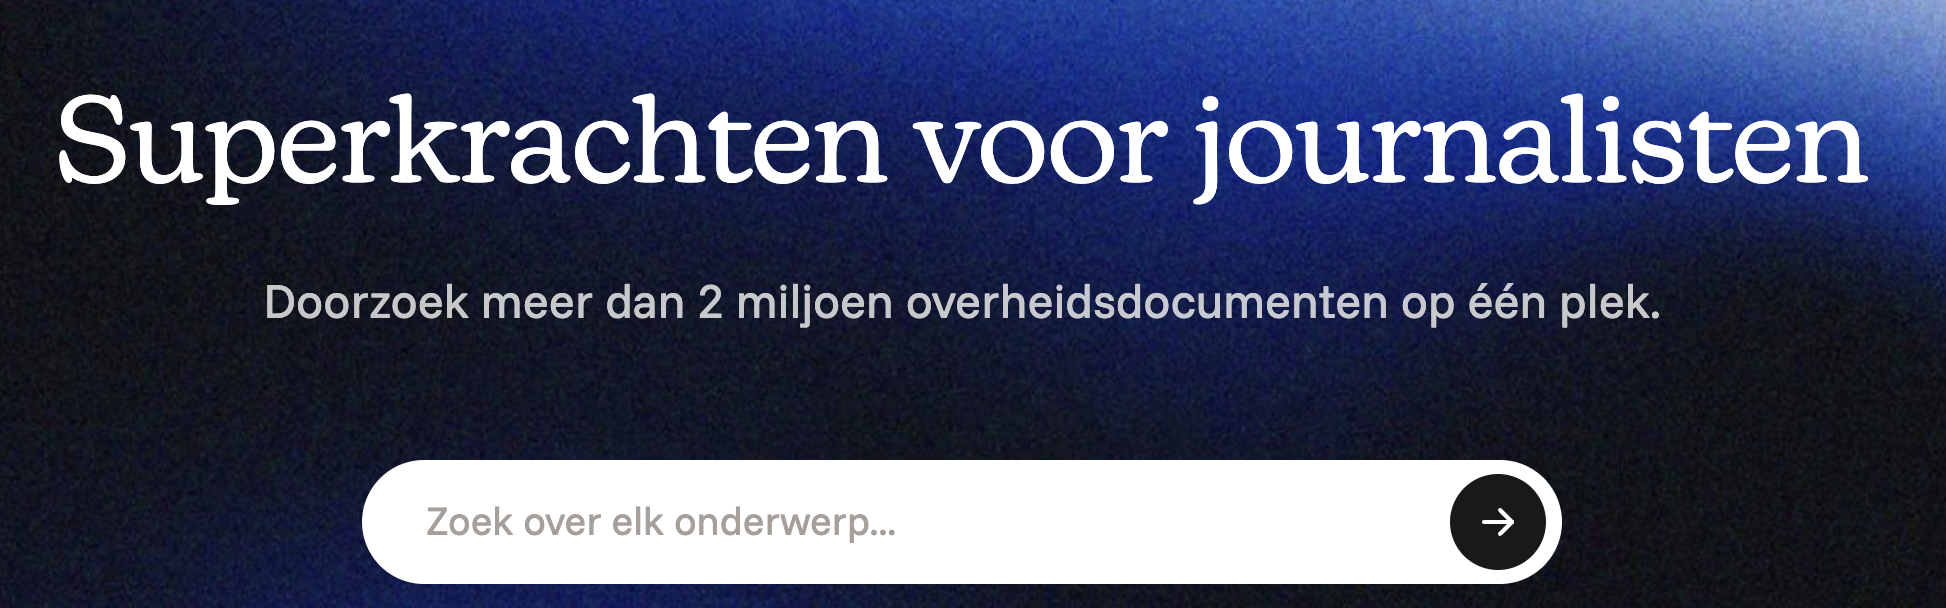 Superkrachten voor journalisten
Doorzoek meer dan 2 miljoen overheidsdocumenten op één plek.
Zoek over elk onderwerp...